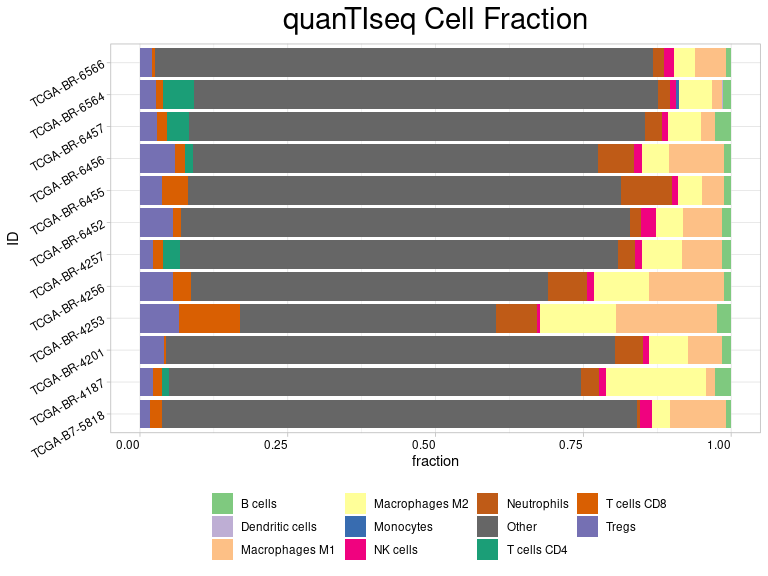 quanTIseq Cell Fraction
ID
TCGA-BR-6566
TCGA-BR-6564
TCGA-BR-6457
TCGA-BR-6456
TCGA-BR-6455
TCGA-BR-6452
TCGA-BR-4257
TCGA-BR-4256
TCGA-BR-4253
TCGA-BR-4201
TCGA-BR-4187
TCGA-B7-5818
0.00 0.25 0.50 0.75 1.00
fraction
B cells Macrophages M2 Neutrophils T cells CD8
Dendritic cells Monocytes Other Tregs
Macrophages M1 NK cells T cells CD4